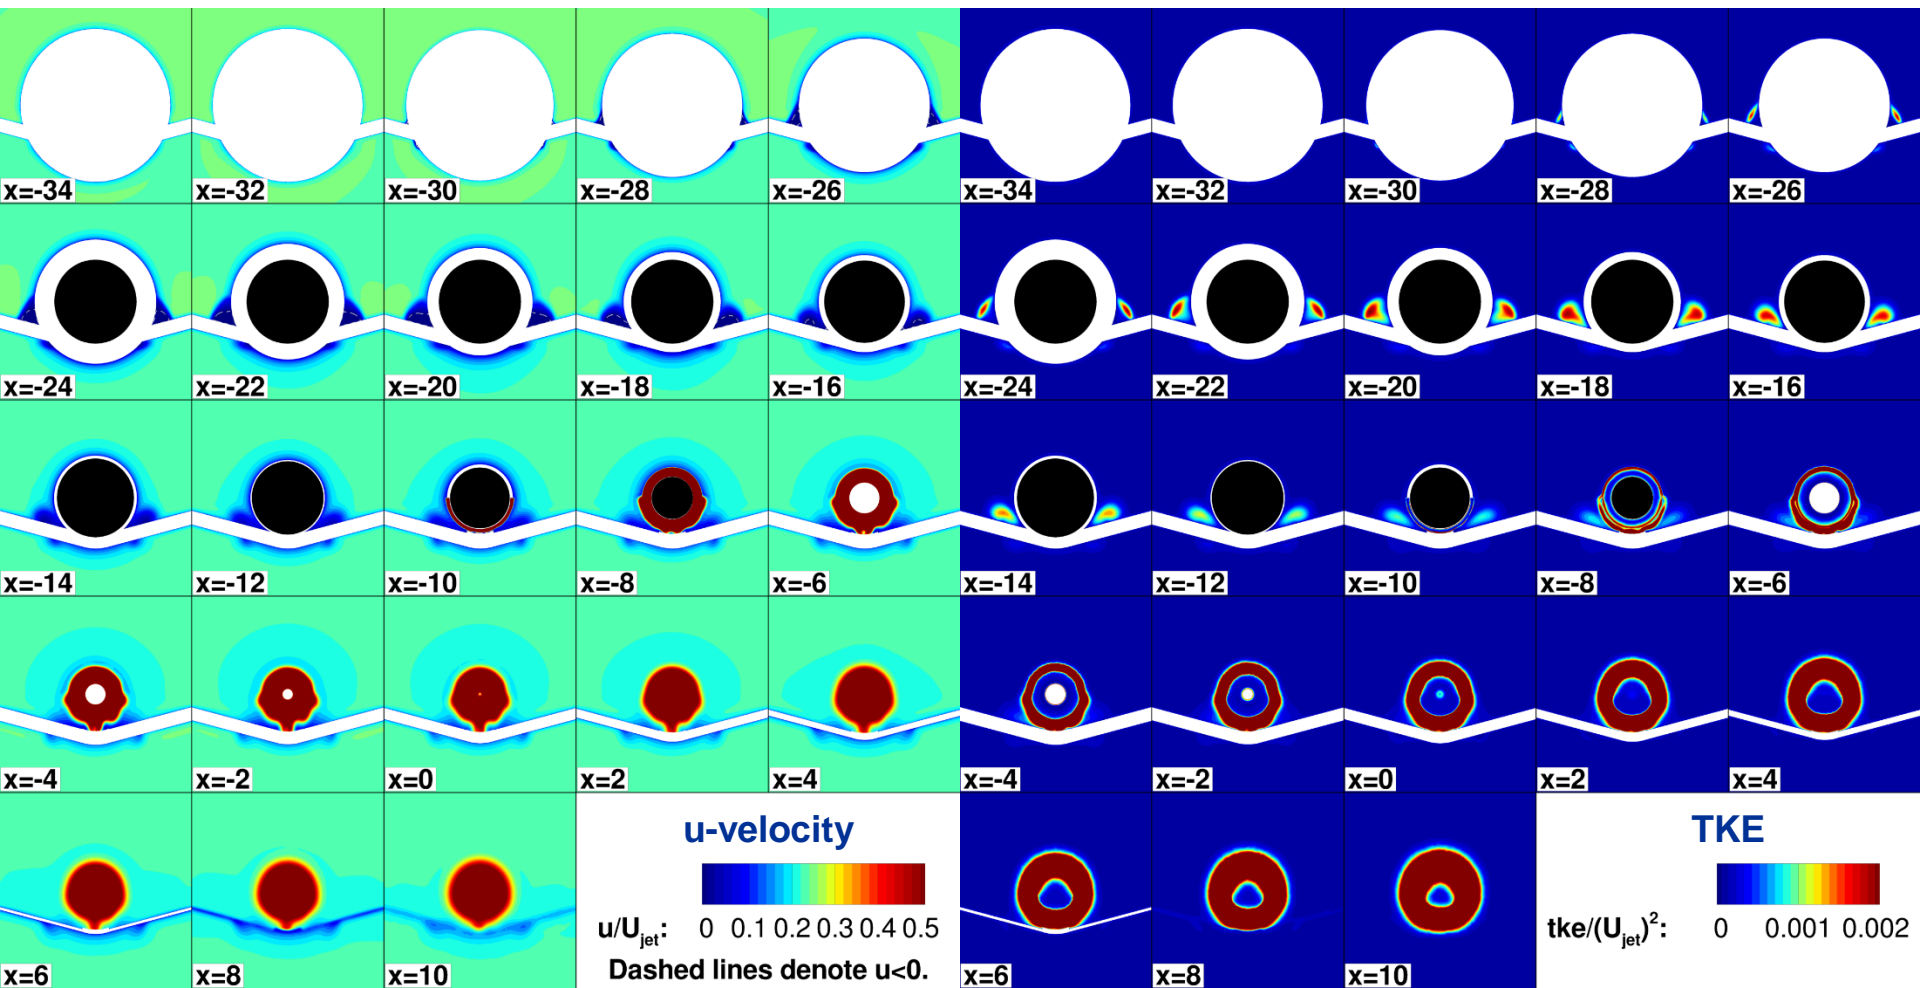 x=-34 x=-32 x=-30 x=-28 x=-26 x=-34 x=-32 x=-30 x=-28 x=-26
x=-24 x=-22 x=-20 x=-18 x=-16 x=-24 x=-22 x=-20 x=-18 x=-16
x=-14 x=-12 x=-10 x=-8 x=-6 x=-14 x=-12 x=-10 x=-8 x=-6
x=-4 x=-2 x=0 x=2 x=4 x=-4 x=-2 x=0 x=2 x=4
u-velocity TKE
u/Ujet: 0 0.1 0.2 0.3 0.4 0.5 tke/(Ujet)²: 0 0.001 0.002
Dashed lines denote u<0.
x=6 x=8 x=10 x=6 x=8 x=10